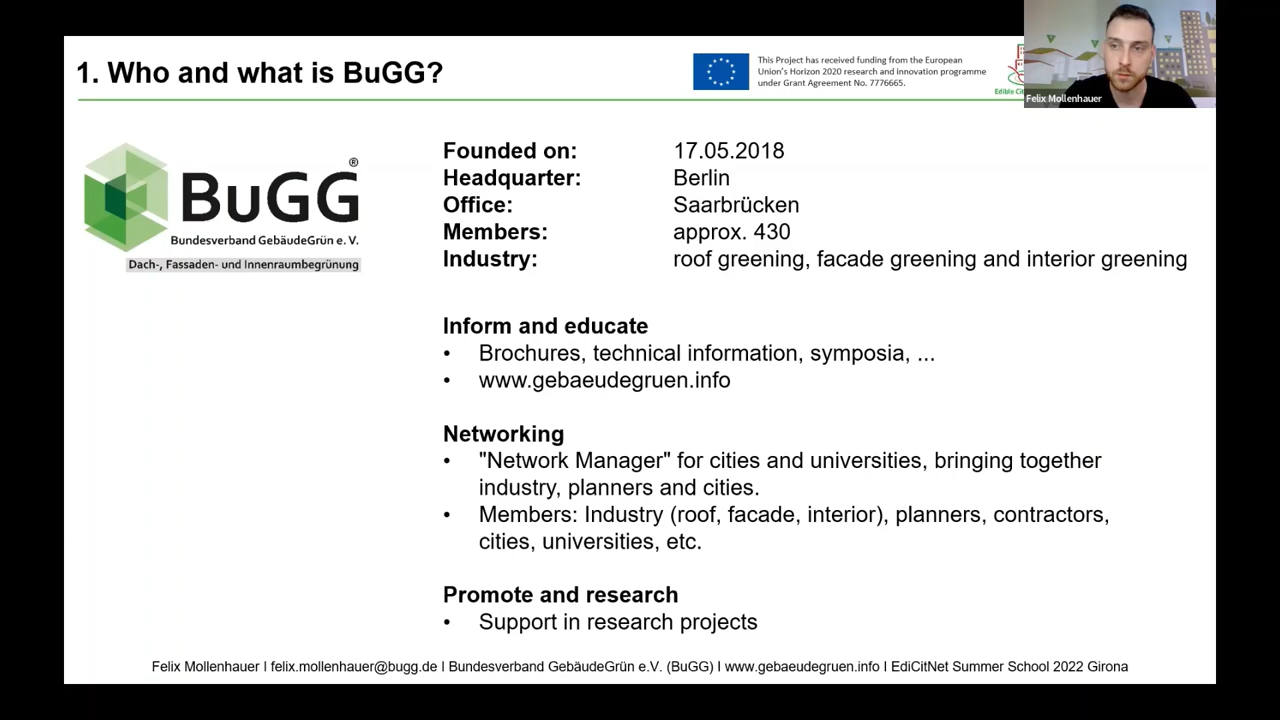 1. Who and what is BuGG?
This Project has received funding from the European
Union's Horizon 2020 research and innovation programme
under Grant Agreement No. 7776665.
Edible
Felix Mollenhauer
BuGG®
Bundesverband GebäudeGrün e. V.
Dach-, Fassaden- und Innenraumbegrünung
Founded on: 17.05.2018
Headquarter: Berlin
Office: Saarbrücken
Members: approx. 430
Industry: roof greening, facade greening and interior greening
Inform and educate
• Brochures, technical information, symposia, ...
• www.gebaeudegruen.info
Networking
• "Network Manager" for cities and universities, bringing together
industry, planners and cities.
• Members: Industry (roof, facade, interior), planners, contractors,
cities, universities, etc.
Promote and research
• Support in research projects
Felix Mollenhauer I felix.mollenhauer@bugg.de I Bundesverband GebäudeGrün e.V. (BuGG) I www.gebaeudegruen.info I EdiCitNet Summer School 2022 Girona